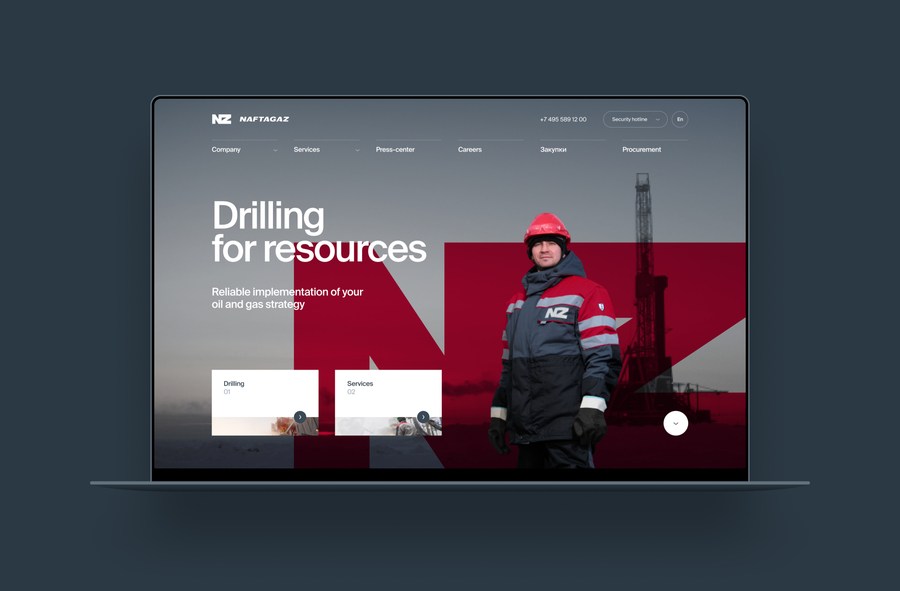 NZ NAFTAGAZ
+7 495 589 12 00
Security hotline
En
Company
Services
Press-center
Careers
Закупки
Procurement
Drilling
for resources
Reliable implementation of your
oil and gas strategy
NZ
Drilling
01
Services
02